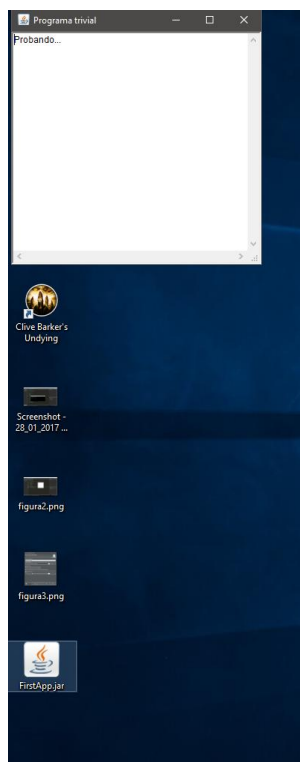 Programa trivial
Probando...
Clive Barker's
Undying
Screenshot -
28_01_2017 ...
figura2.png
figura3.png
FirstApp.jar